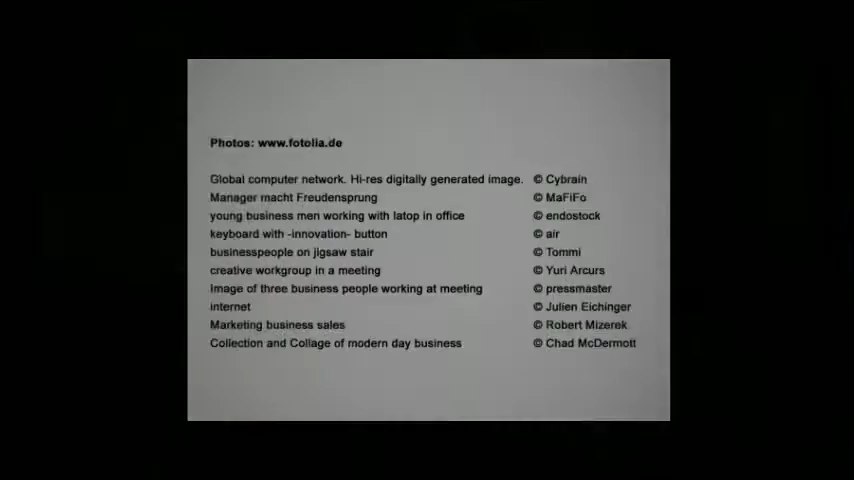 Photos: www.fotolia.de
Global computer network. Hi-res digitally generated image. © Cybrain
Manager macht Freudensprung © MaFiFo
young business men working with latop in office © endostock
keyboard with -innovation- button © air
businesspeople on jigsaw stair © Tommi
creative workgroup in a meeting © Yuri Arcurs
Image of three business people working at meeting © pressmaster
internet © Julien Eichinger
Marketing business sales © Robert Mizerek
Collection and Collage of modern day business © Chad McDermott